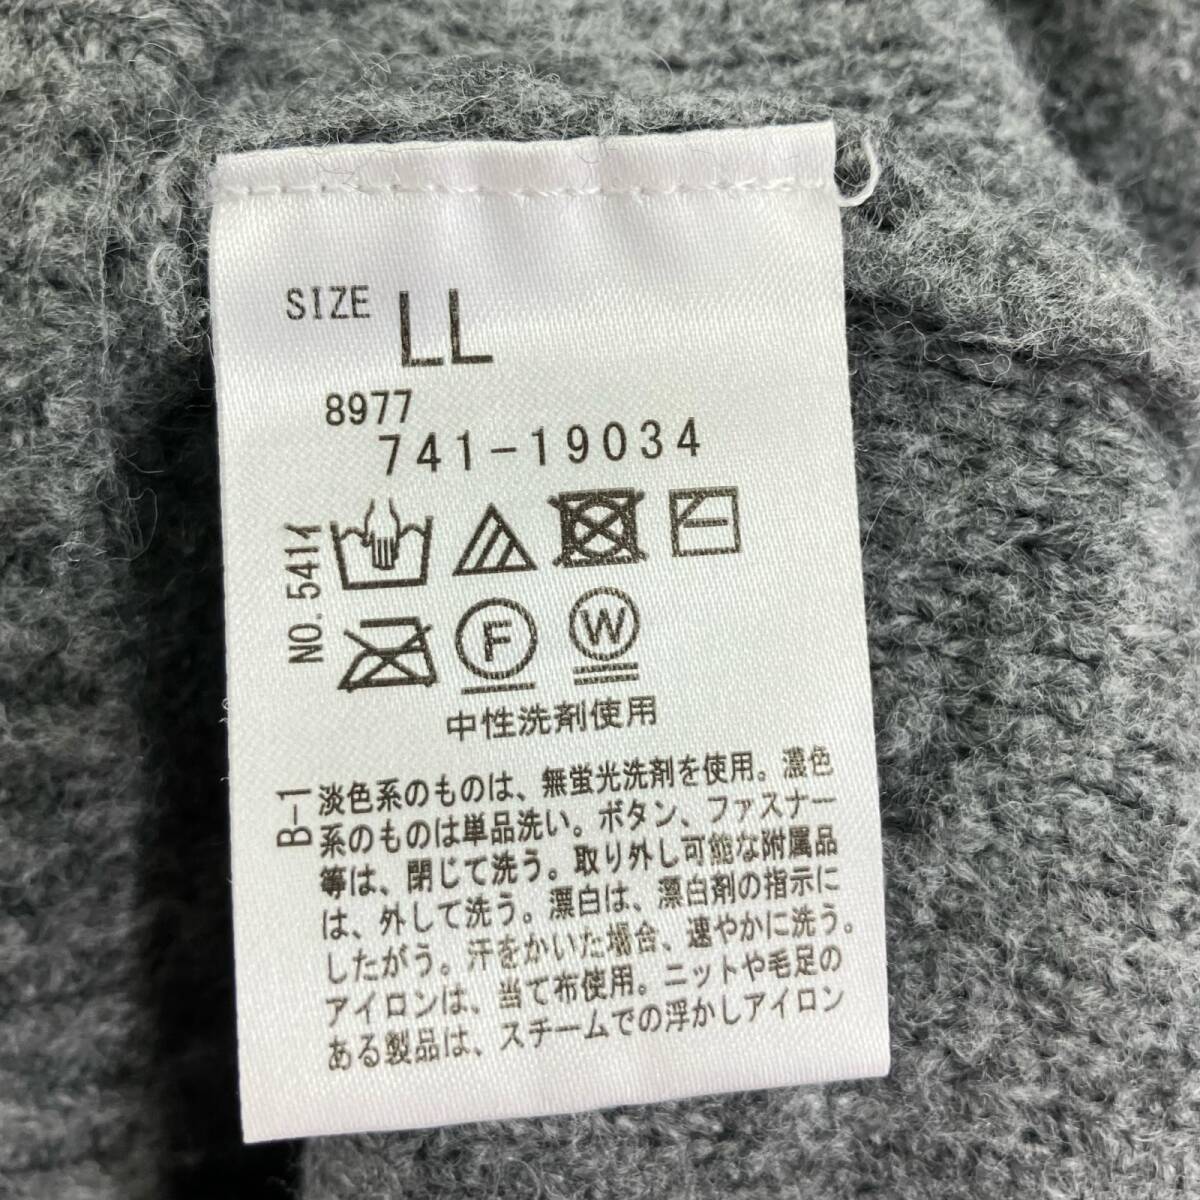 SIZE LL
8977
741-19034
NO.541イ
F
W
中性洗剤使用
B-1
淡色系のものは、無蛍光洗剤を使用。濃色
系のものは単品洗い。ボタン、ファスナー
等は、閉じて洗う。取り外し可能な附属品
は、外して洗う。漂白は、漂白剤の指示に
したがう。汗をかいた場合、速やかに洗う。
アイロンは、当て布使用。ニットや毛足の
ある製品は、スチームでの浮かしアイロン